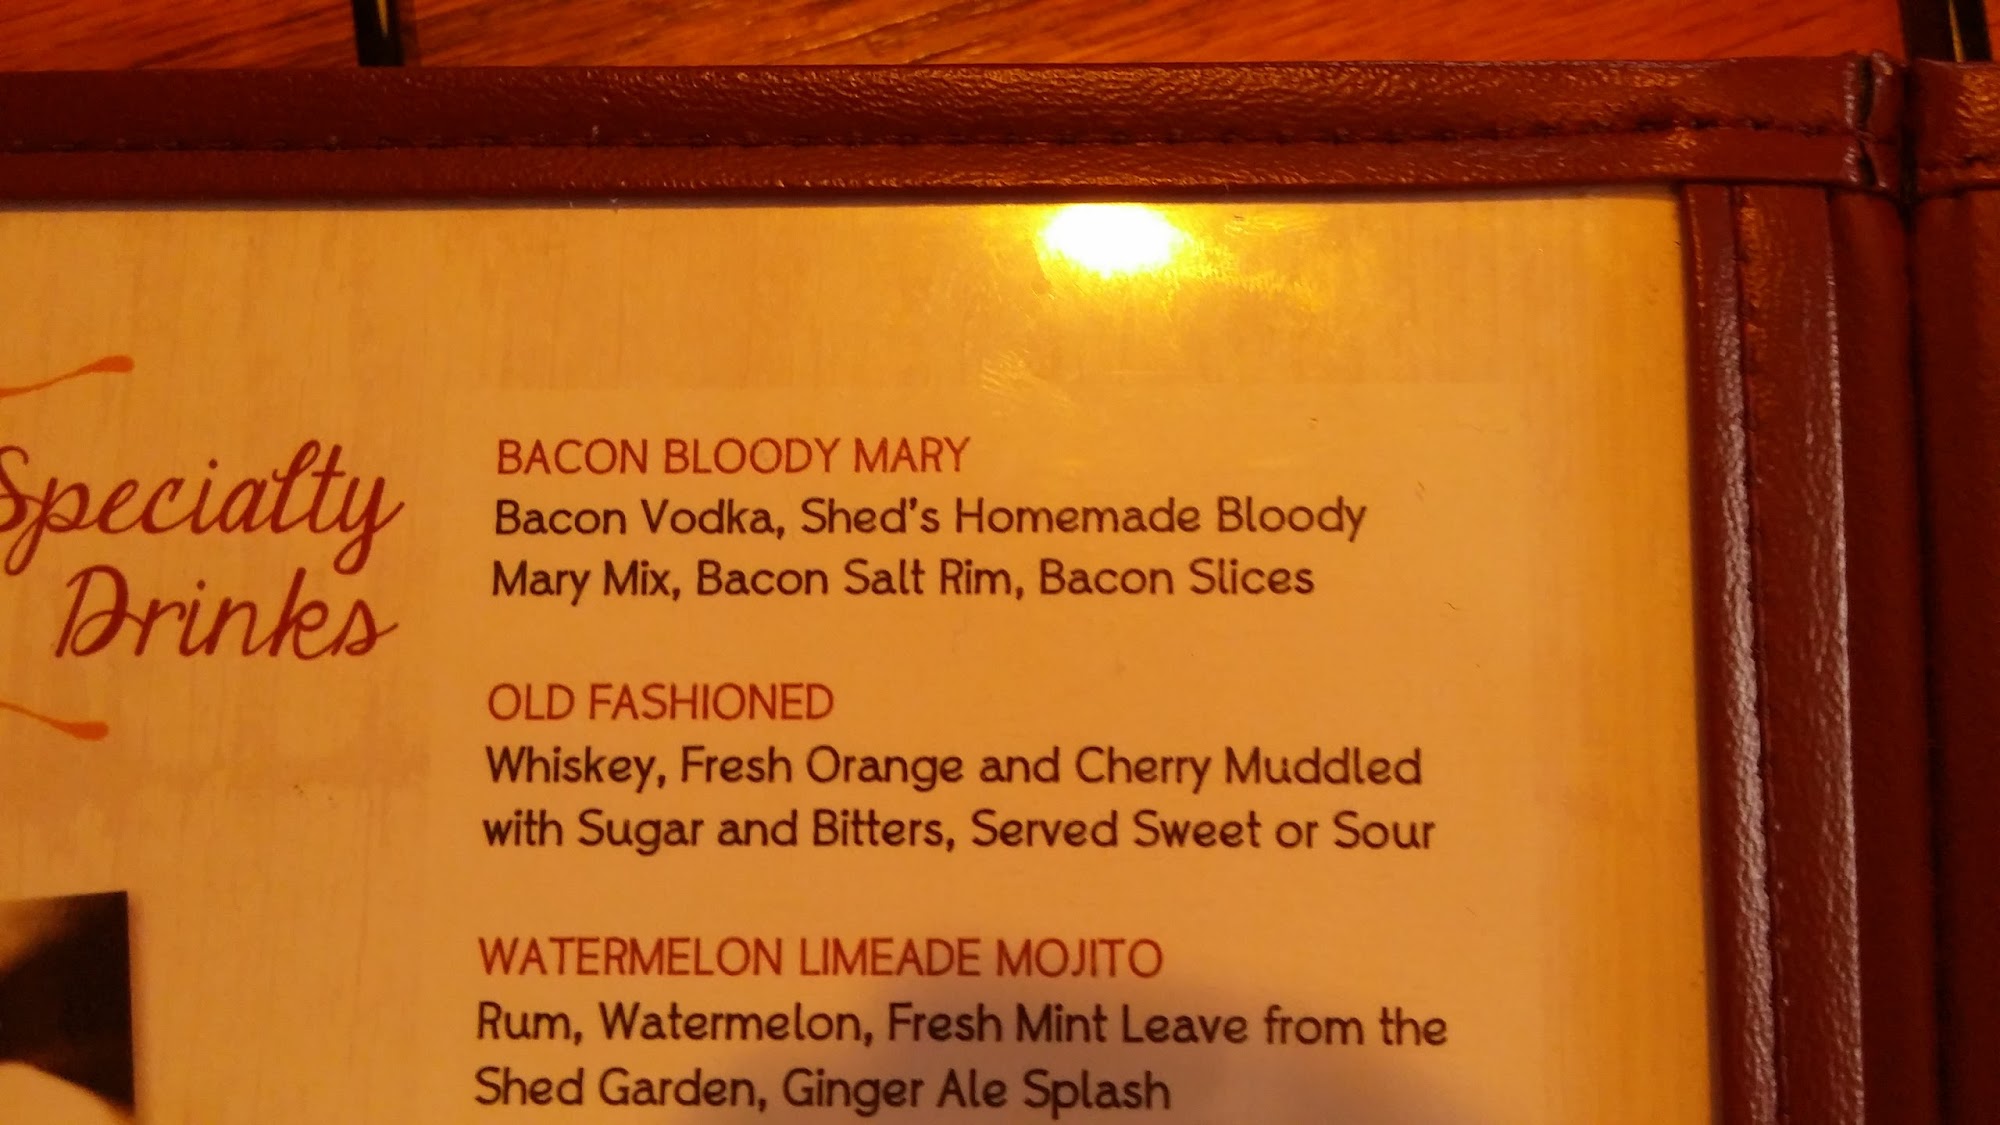 Specialty
Drinks
BACON BLOODY MARY
Bacon Vodka, Shed's Homemade Bloody
Mary Mix, Bacon Salt Rim, Bacon Slices
OLD FASHIONED
Whiskey, Fresh Orange and Cherry Muddled
with Sugar and Bitters, Served Sweet or Sour
WATERMELON LIMEADE MOJITO
Rum, Watermelon, Fresh Mint Leave from the
Shed Garden, Ginger Ale Splash